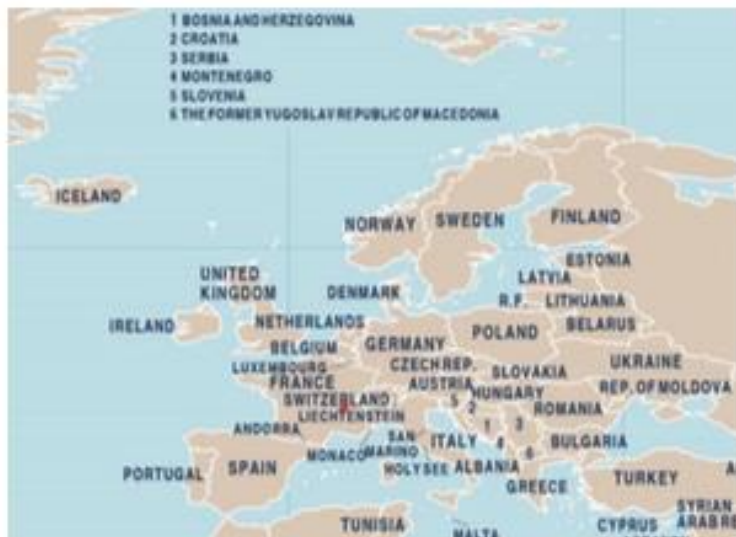 1 BOSNIA AND HERZEGOVINA
2 CROATIA
3 SERBIA
4 MONTENEGRO
5 SLOVENIA
6 THE FORMER YUGOSLAV REPUBLIC OF MACEDONIA
ICELAND
NORWAY
SWEDEN
FINLAND
UNITED
KINGDOM
ESTONIA
LATVIA
DENMARK
R.F.
LITHUANIA
IRELAND
NETHERLANDS
POLAND
BELARUS
BELGIUM
GERMANY
LUXEMBOURG
CZECH REP.
SLOVAKIA
UKRAINE
FRANCE
AUSTRIA
HUNGARY
REP. OF MOLDOVA
SWITZERLAND
5
2
ROMANIA
LIECHTENSTEIN
ANDORRA
1
3
MONACO
SAN
MARINO
ITALY
4
BULGARIA
6
PORTUGAL
SPAIN
HOLY SEE
ALBANIA
GREECE
TURKEY
A
SYRIAN
ARAB RE
TUNISIA
MALTA
CYPRUS